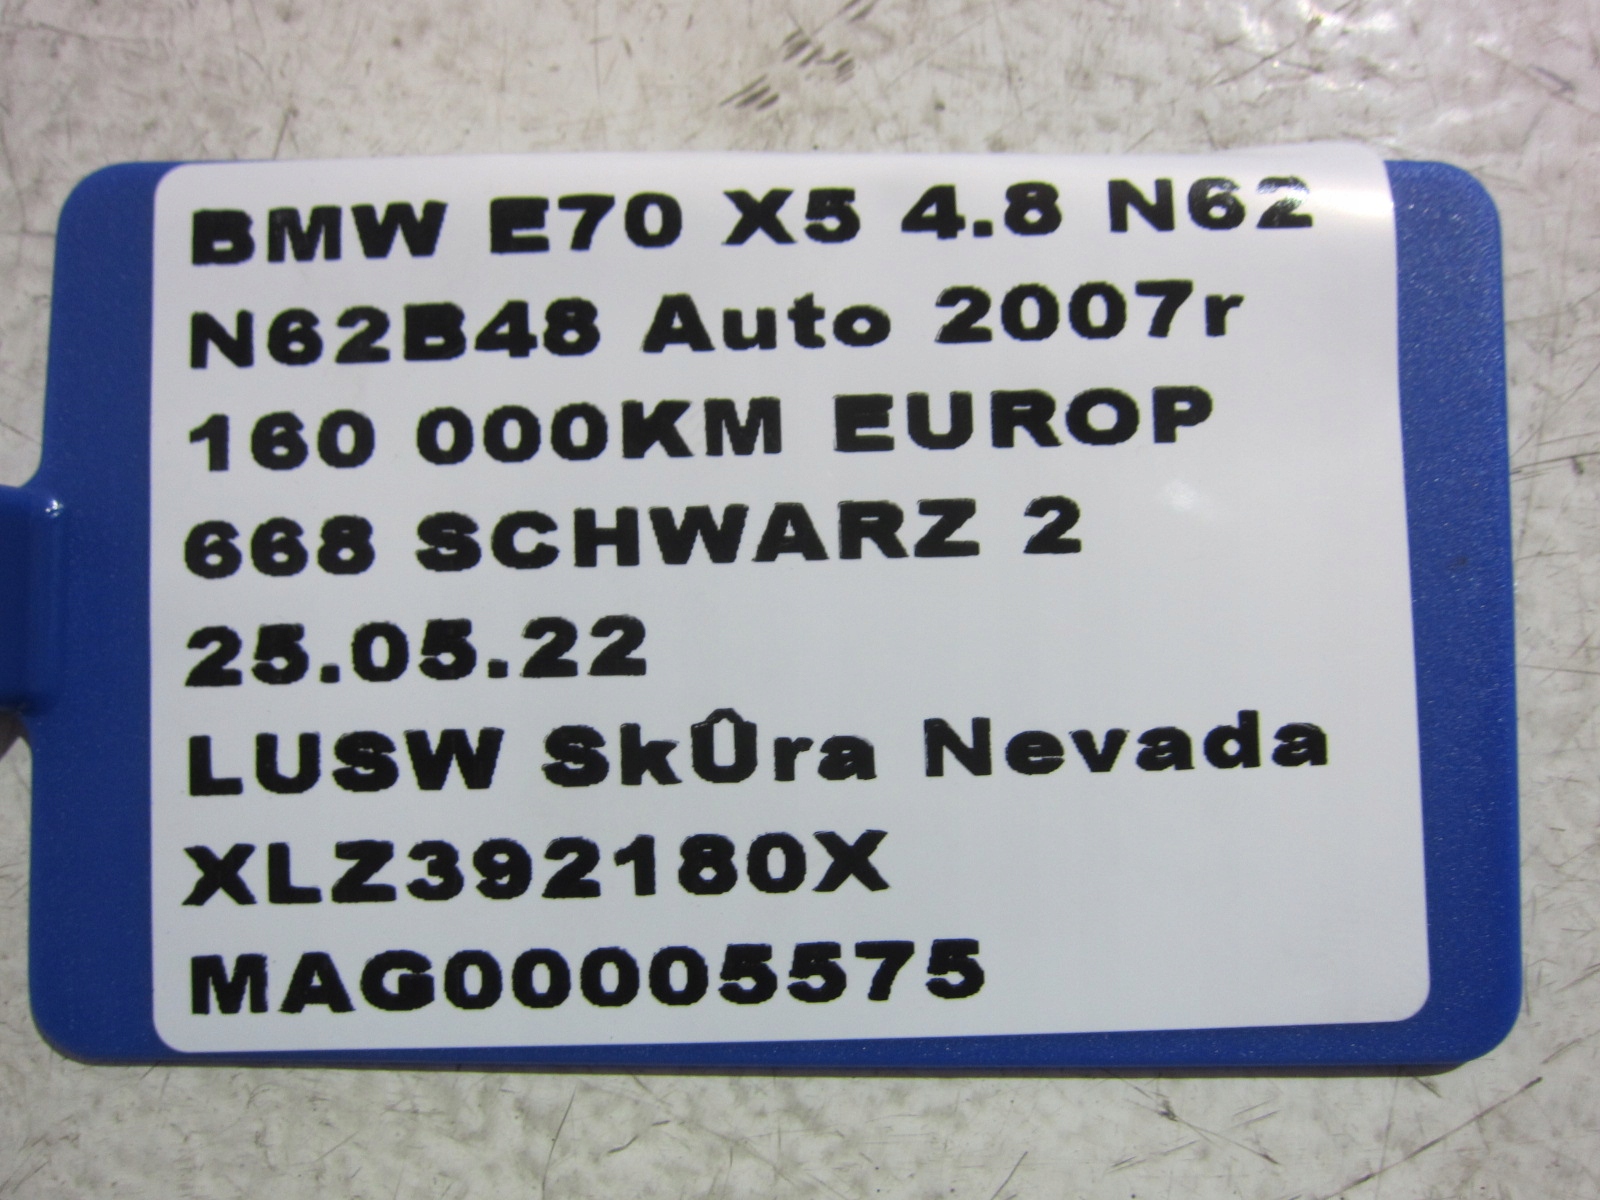 BMW E70 X5 4.8 N62
N62B48 Auto 2007r
160 000KM EUROP
668 SCHWARZ 2
25.05.22
LUSW SkÛra Nevada
XLZ392180X
MAG00005575